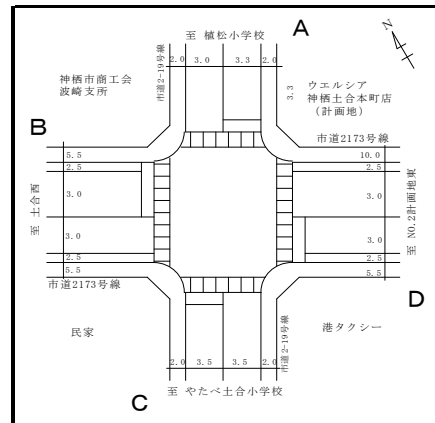 至 植松小学校
A
N
市道2-19号線
2.0 3.0 3.3 2.0
神栖市商工会
波崎支所
3.3
ウエルシア
神栖土合本町店
(計画地)
B
市道2173号線
5.5
2.5
3.0
3.0
2.5
5.5
至 土合西
10.0
2.5
3.0
3.0
2.5
5.5
至 NO.2計画地東
市道2173号線
D
民家
港タクシー
市道2-19号線
2.0 3.5 3.5 2.0
C
至 やたべ土合小学校